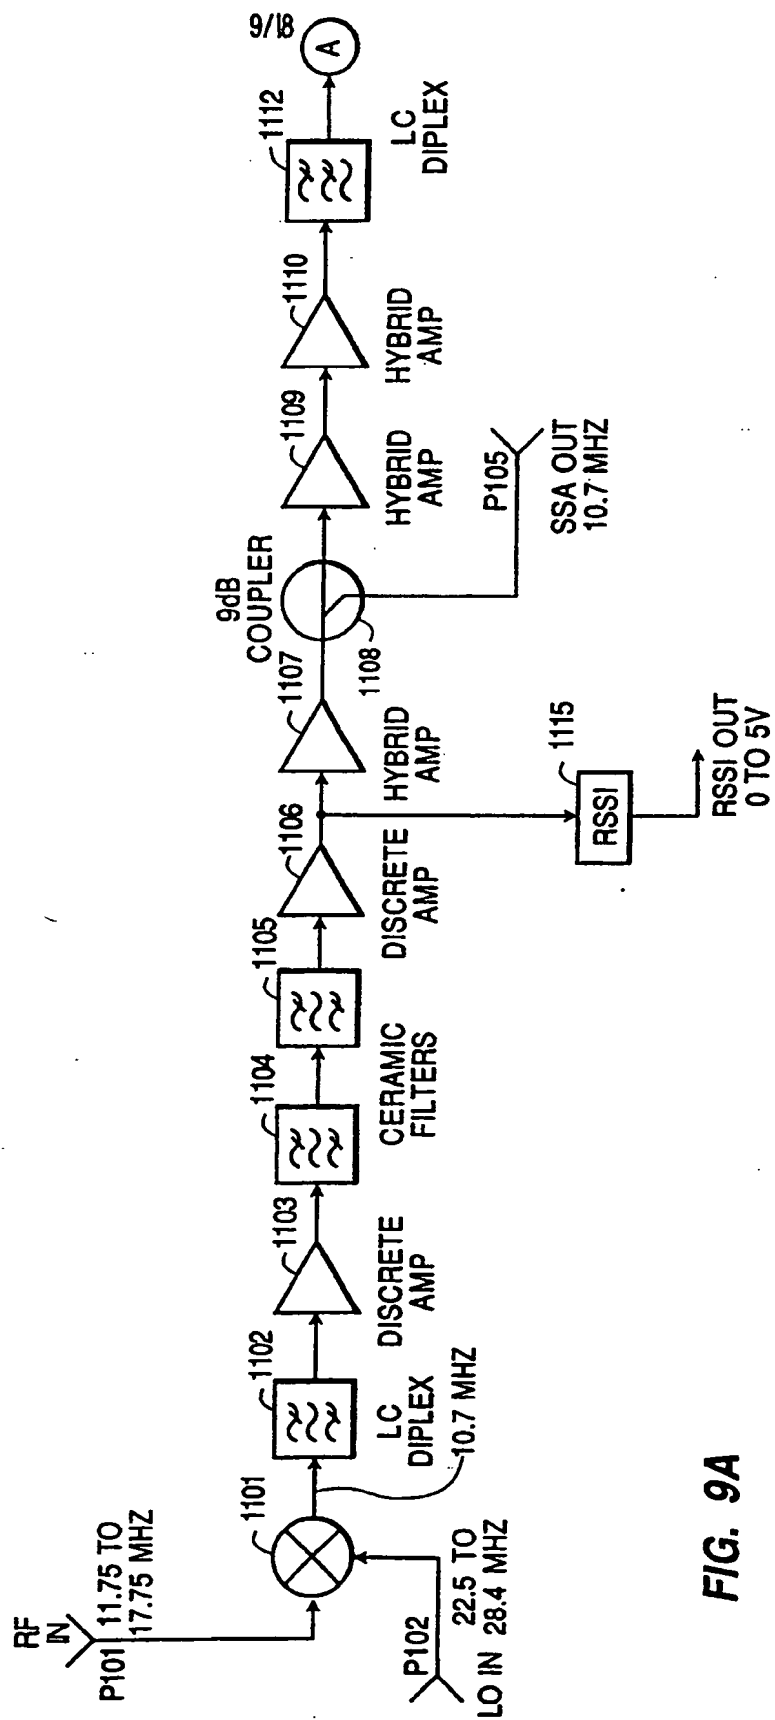 RF
IN
P101
11.75 TO
17.75 MHZ
1101
P102
LO IN
22.5 TO
28.4 MHZ
10.7 MHZ
1102
LC
DIPLEX
1103
DISCRETE
AMP
1104
1105
CERAMIC
FILTERS
1106
DISCRETE
AMP
1115
RSSI
RSSI OUT
0 TO 5V
1107
HYBRID
AMP
9dB
COUPLER
1108
P105
SSA OUT
10.7 MHZ
1109
HYBRID
AMP
1110
HYBRID
AMP
1112
LC
DIPLEX
A
FIG. 9A